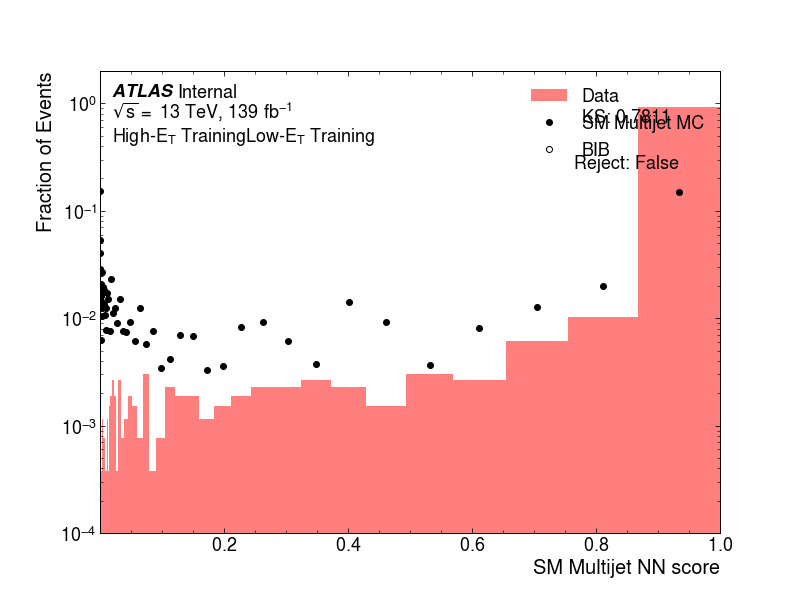 ATLAS Internal
√s = 13 TeV, 139 fb⁻¹
High-E_T TrainingLow-E_T Training
Data
KS: 0.7811
SM Multijet MC
BIB
Reject: False
Fraction of Events
10⁰
10⁻¹
10⁻²
10⁻³
10⁻⁴
0.2 0.4 0.6 0.8 1.0
SM Multijet NN score